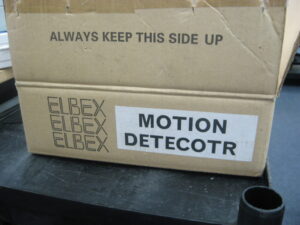 ALWAYS KEEP THIS SIDE UP
ELBEX
ELBEX
ELBEX
MOTION
DETECOTR